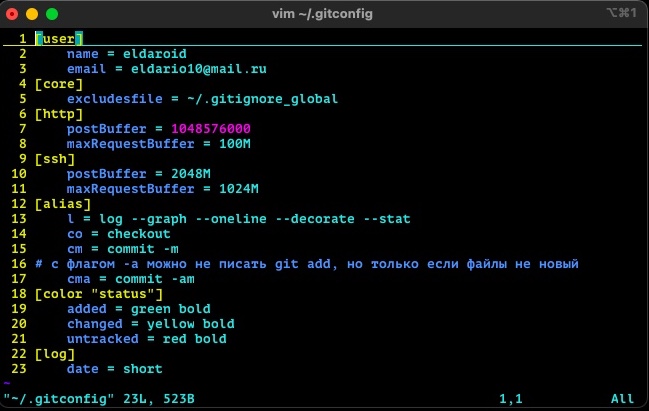 vim ~/.gitconfig
⌥⌘1
1 [user]
2 name = eldaroid
3 email = eldario10@mail.ru
4 [core]
5 excludesfile = ~/.gitignore_global
6 [http]
7 postBuffer = 1048576000
8 maxRequestBuffer = 100M
9 [ssh]
10 postBuffer = 2048M
11 maxRequestBuffer = 1024M
12 [alias]
13 l = log --graph --oneline --decorate --stat
14 co = checkout
15 cm = commit -m
16 # с флагом -a можно не писать git add, но только если файлы не новый
17 cma = commit -am
18 [color "status"]
19 added = green bold
20 changed = yellow bold
21 untracked = red bold
22 [log]
23 date = short
~
"~/.gitconfig" 23L, 523B 1,1 All